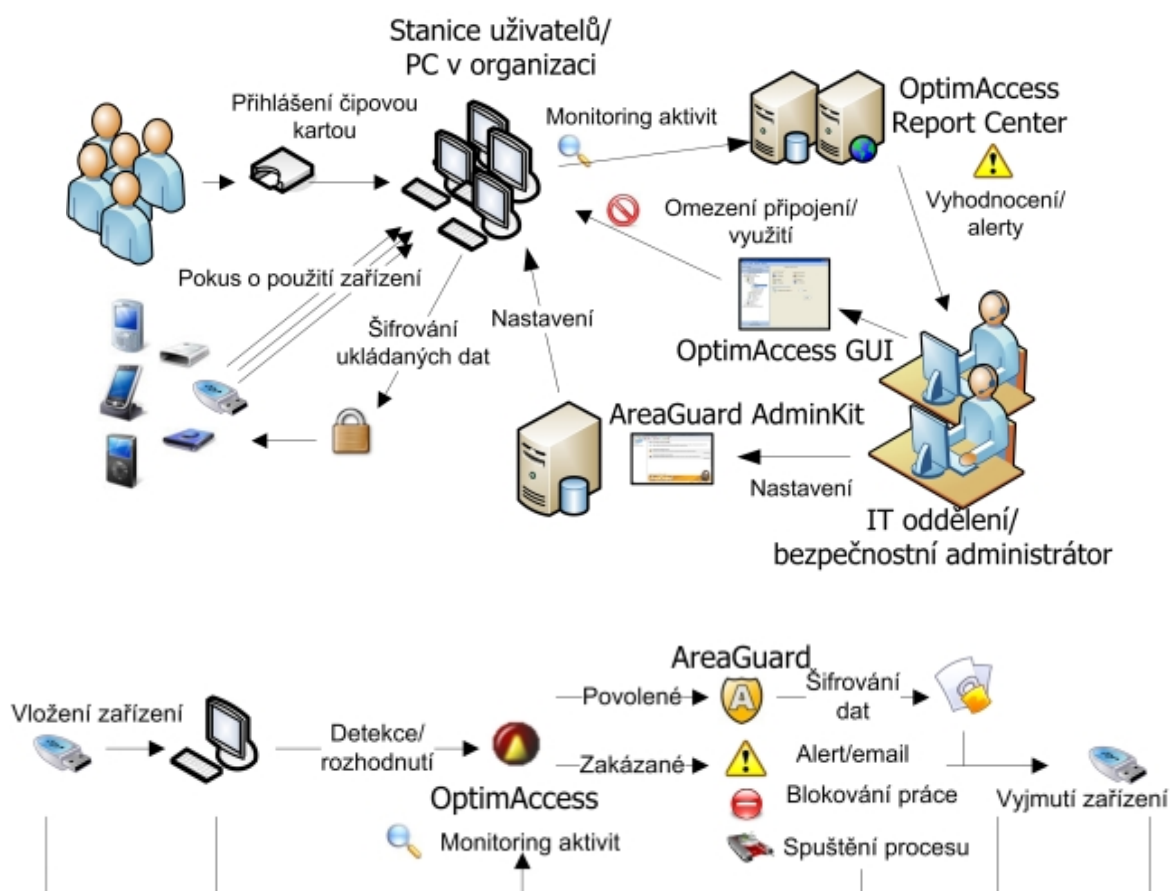 Stanice uživatelů/
PC v organizaci
Přihlášení čipovou
kartou
Monitoring aktivit
OptimAccess
Report Center
Vyhodnocení/
alerty
Omezení připojení/
využití
Pokus o použití zařízení
Šifrování
ukládaných dat
Nastavení
OptimAccess GUI
AreaGuard AdminKit
Nastavení
IT oddělení/
bezpečnostní administrátor
AreaGuard
Vložení zařízení
Detekce/
rozhodnutí
Povolené
Šifrování
dat
Zakázané
Alert/email
OptimAccess
Blokování práce
Vyjmutí zařízení
Monitoring aktivit
Spuštění procesu